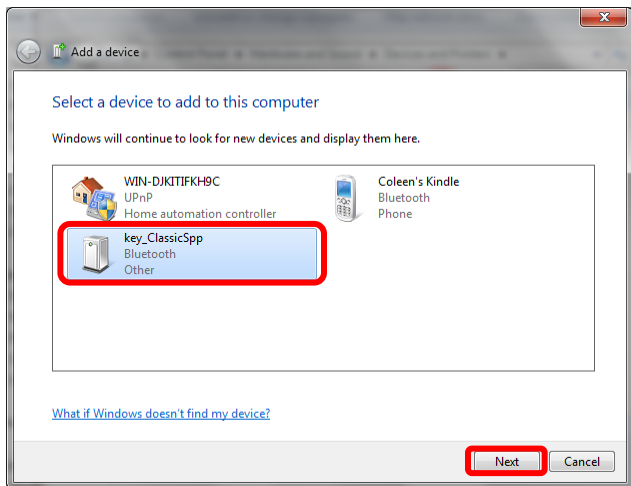 Add a device
Select a device to add to this computer
Windows will continue to look for new devices and display them here.
WIN-DJKITIFKH9C
UPnP
Home automation controller
Coleen's Kindle
Bluetooth
Phone
key_ClassicSpp
Bluetooth
Other
What if Windows doesn't find my device?
Next
Cancel